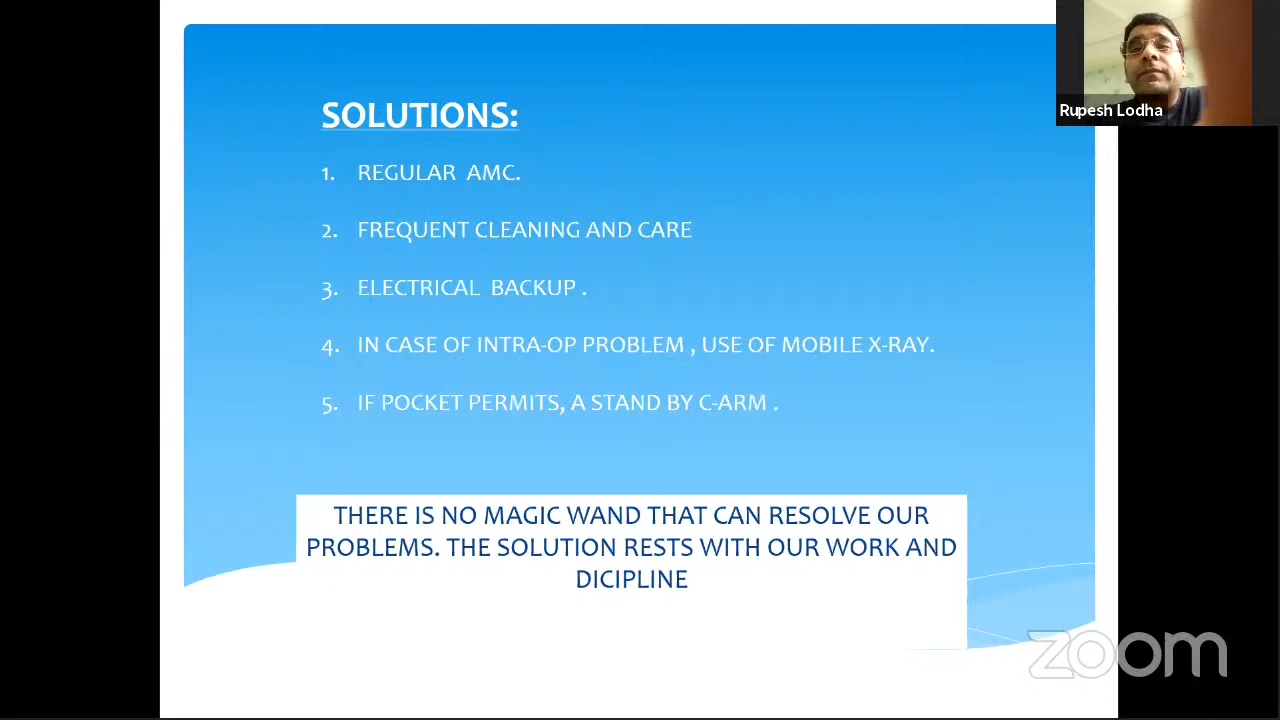 SOLUTIONS:
1. REGULAR AMC.
2. FREQUENT CLEANING AND CARE
3. ELECTRICAL BACKUP .
4. IN CASE OF INTRA-OP PROBLEM , USE OF MOBILE X-RAY.
5. IF POCKET PERMITS, A STAND BY C-ARM .
THERE IS NO MAGIC WAND THAT CAN RESOLVE OUR
PROBLEMS. THE SOLUTION RESTS WITH OUR WORK AND
DICIPLINE
Rupesh Lodha
zoom